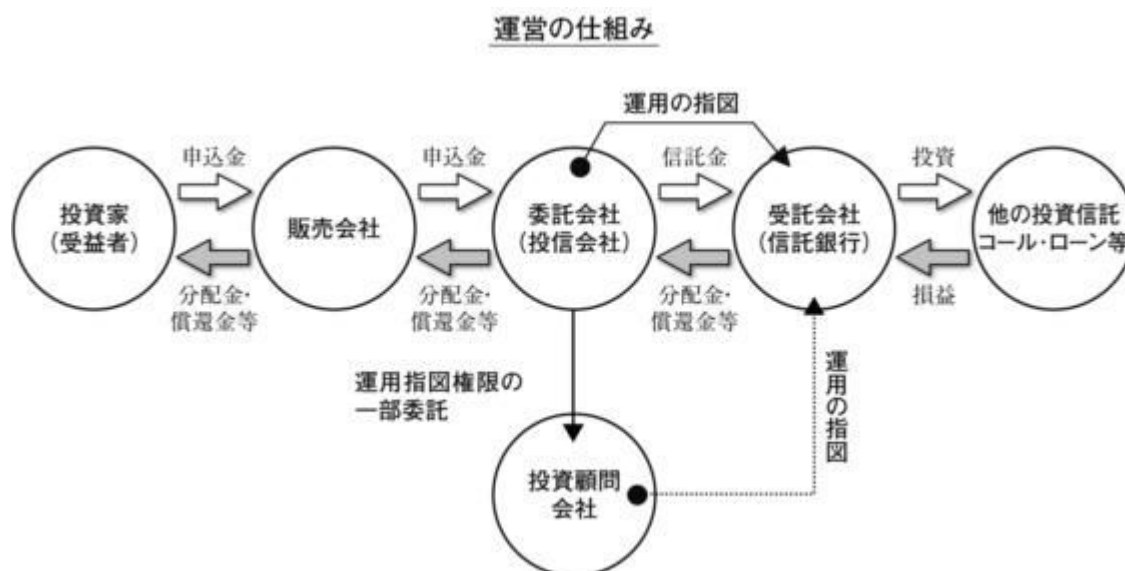 運営の仕組み
運用の指図
申込金
申込金
信託金
投資
投資家
(受益者)
販売会社
委託会社
(投信会社)
受託会社
(信託銀行)
他の投資信託
コール・ローン等
分配金・
償還金等
分配金・
償還金等
分配金・
償還金等
損益
運用指図権限の
一部委託
運用の指図
投資顧問
会社